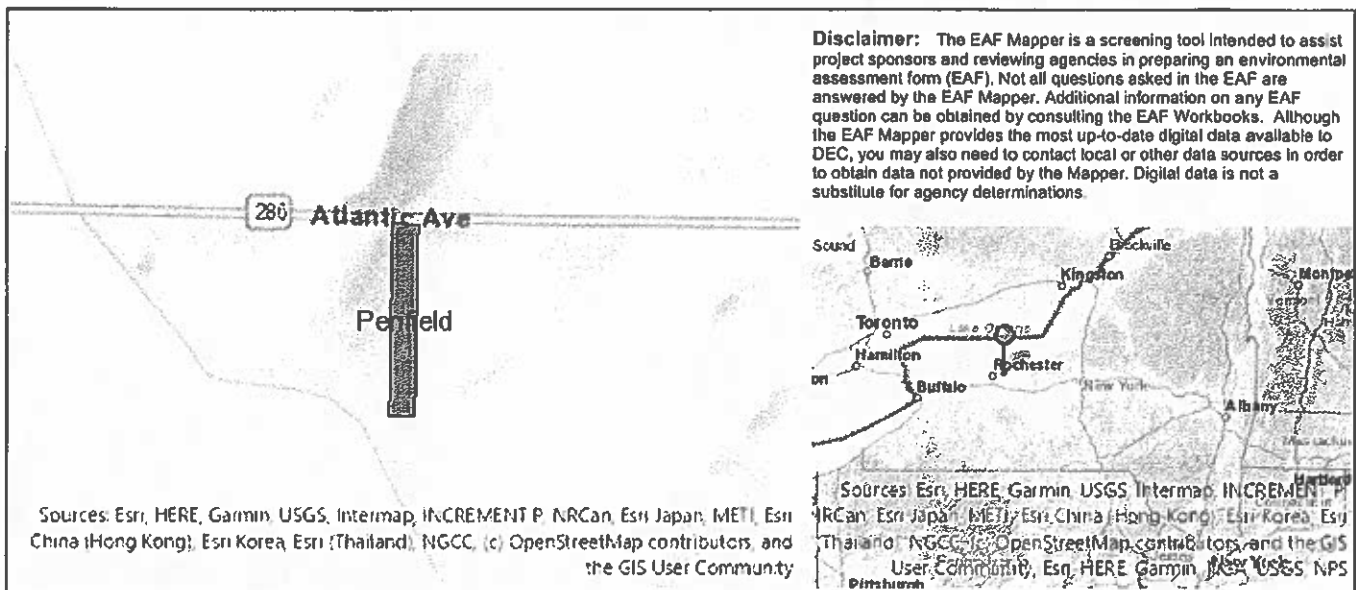 286 Atlantic Ave
Penfield
Sources: Esri, HERE, Garmin, USGS, Intermap, INCREMENT P, NRCan, Esri Japan, METI, Esri
China (Hong Kong), Esri Korea, Esri (Thailand), NGCC, (c) OpenStreetMap contributors, and
the GIS User Community
Disclaimer: The EAF Mapper is a screening tool intended to assist
project sponsors and reviewing agencies in preparing an environmental
assessment form (EAF). Not all questions asked in the EAF are
answered by the EAF Mapper. Additional information on any EAF
question can be obtained by consulting the EAF Workbooks. Although
the EAF Mapper provides the most up-to-date digital data available to
DEC, you may also need to contact local or other data sources in order
to obtain data not provided by the Mapper. Digital data is not a
substitute for agency determinations.
Sound
Barrie
Kingston
Toronto
Hamilton
Rochester
Buffalo
New York
Albany
Sources: Esri, HERE, Garmin, USGS, Intermap, INCREMENT P,
NRCan, Esri Japan, METI, Esri China (Hong Kong), Esri Korea, Esri
(Thailand), NGCC, (c) OpenStreetMap contributors, and the GIS
User Community, Esri, HERE, Garmin, USGS, NPS
Pittsburgh